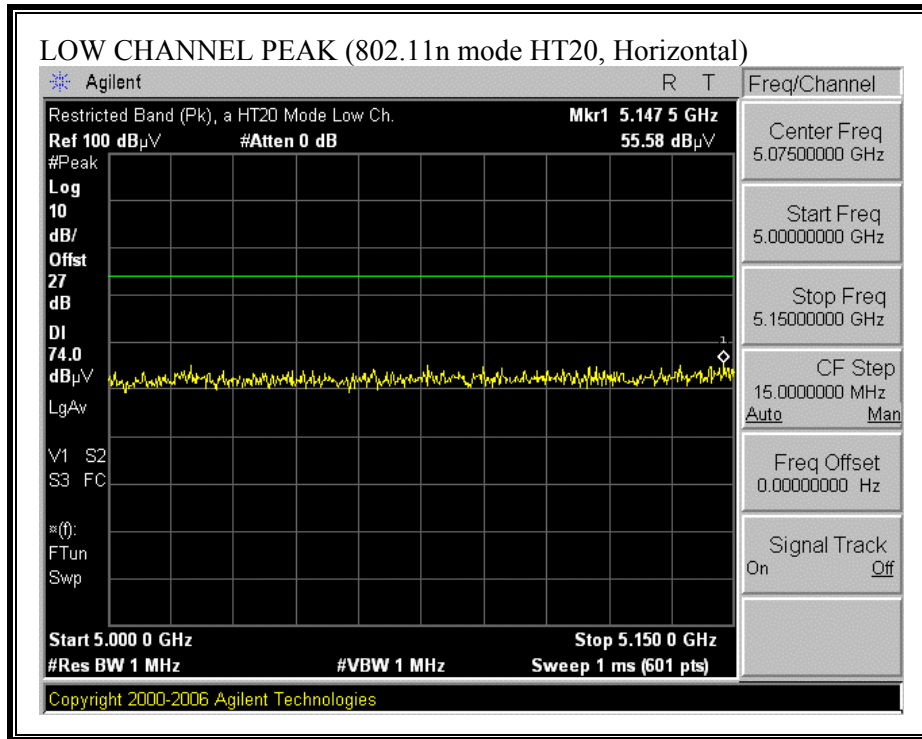 LOW CHANNEL PEAK (802.11n mode HT20, Horizontal)
Agilent R T
Restricted Band (Pk), a HT20 Mode Low Ch. Mkr1 5.147 5 GHz
Ref 100 dBµV #Atten 0 dB 55.58 dBµV
#Peak
Log
10
dB/
Offst
27
dB
DI
74.0
dBµV
LgAv
V1 S2
S3 FC
¤(f):
FTun
Swp
1
Start 5.000 0 GHz Stop 5.150 0 GHz
#Res BW 1 MHz #VBW 1 MHz Sweep 1 ms (601 pts)
Copyright 2000-2006 Agilent Technologies
Freq/Channel
Center Freq
5.07500000 GHz
Start Freq
5.00000000 GHz
Stop Freq
5.15000000 GHz
CF Step
15.0000000 MHz
Auto Man
Freq Offset
0.00000000 Hz
Signal Track
On Off